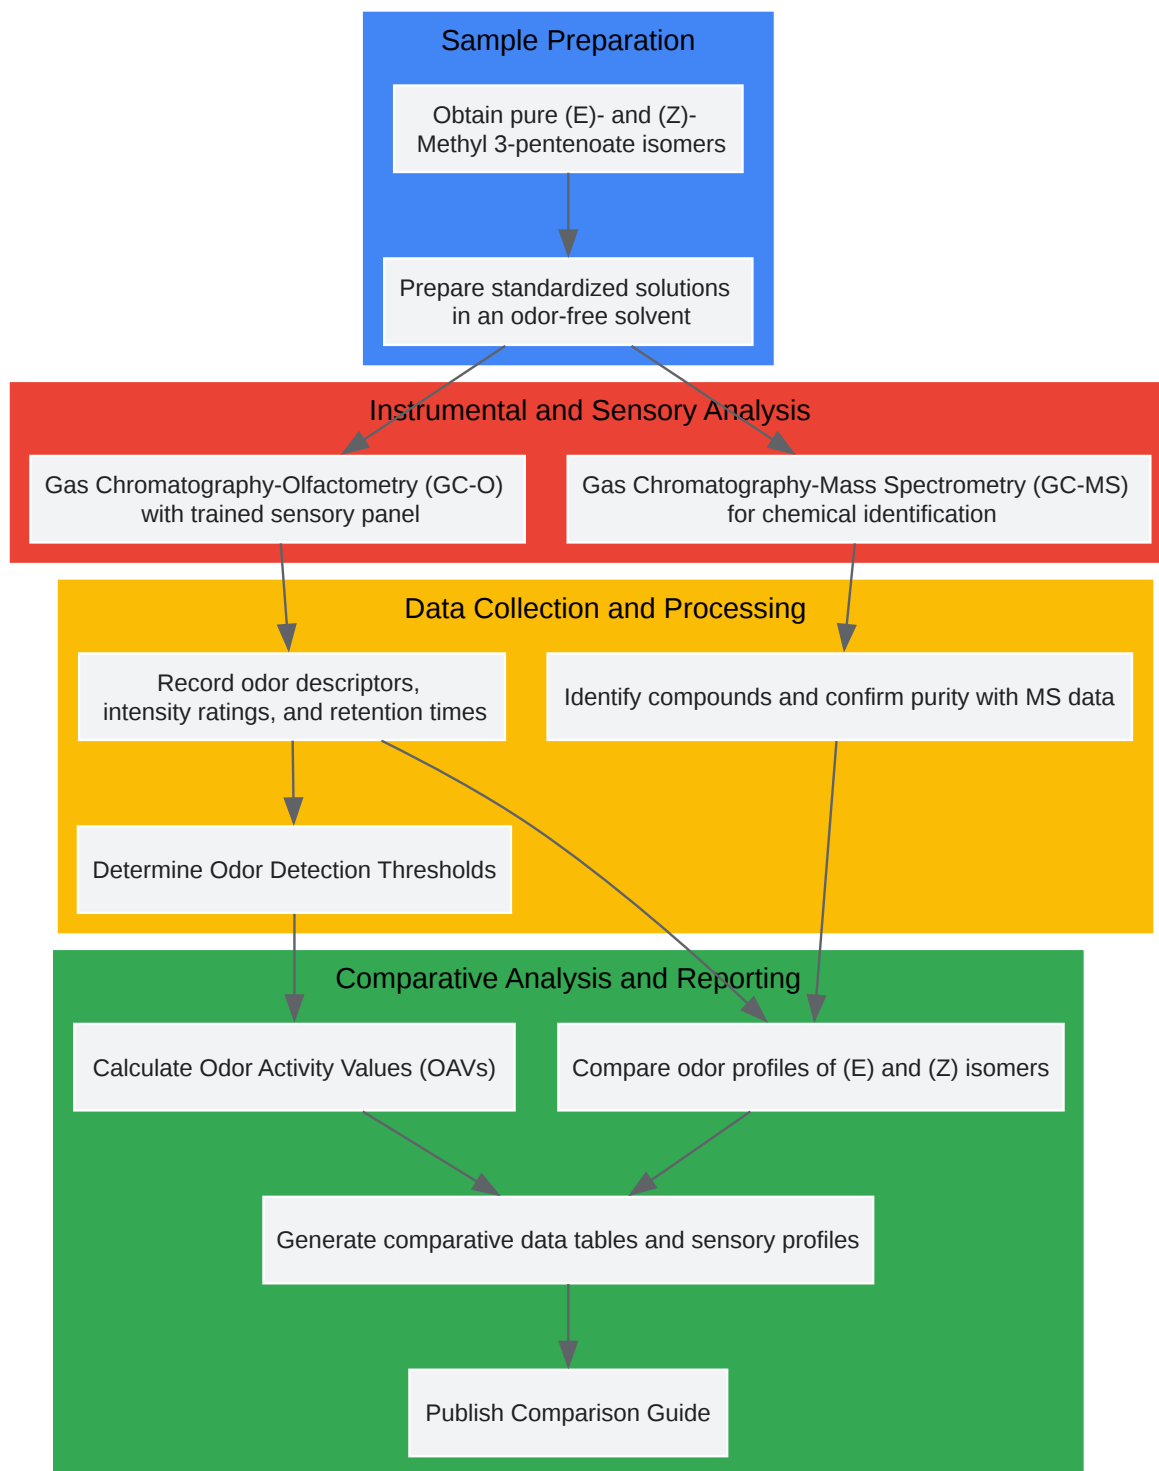 Sample Preparation
Obtain pure (E)- and (Z)-
Methyl 3-pentenoate isomers
Prepare standardized solutions
in an odor-free solvent
Instrumental and Sensory Analysis
Gas Chromatography-Olfactometry (GC-O)
with trained sensory panel
Gas Chromatography-Mass Spectrometry (GC-MS)
for chemical identification
Data Collection and Processing
Record odor descriptors,
intensity ratings, and retention times
Identify compounds and confirm purity with MS data
Determine Odor Detection Thresholds
Comparative Analysis and Reporting
Calculate Odor Activity Values (OAVs)
Compare odor profiles of (E) and (Z) isomers
Generate comparative data tables and sensory profiles
Publish Comparison Guide